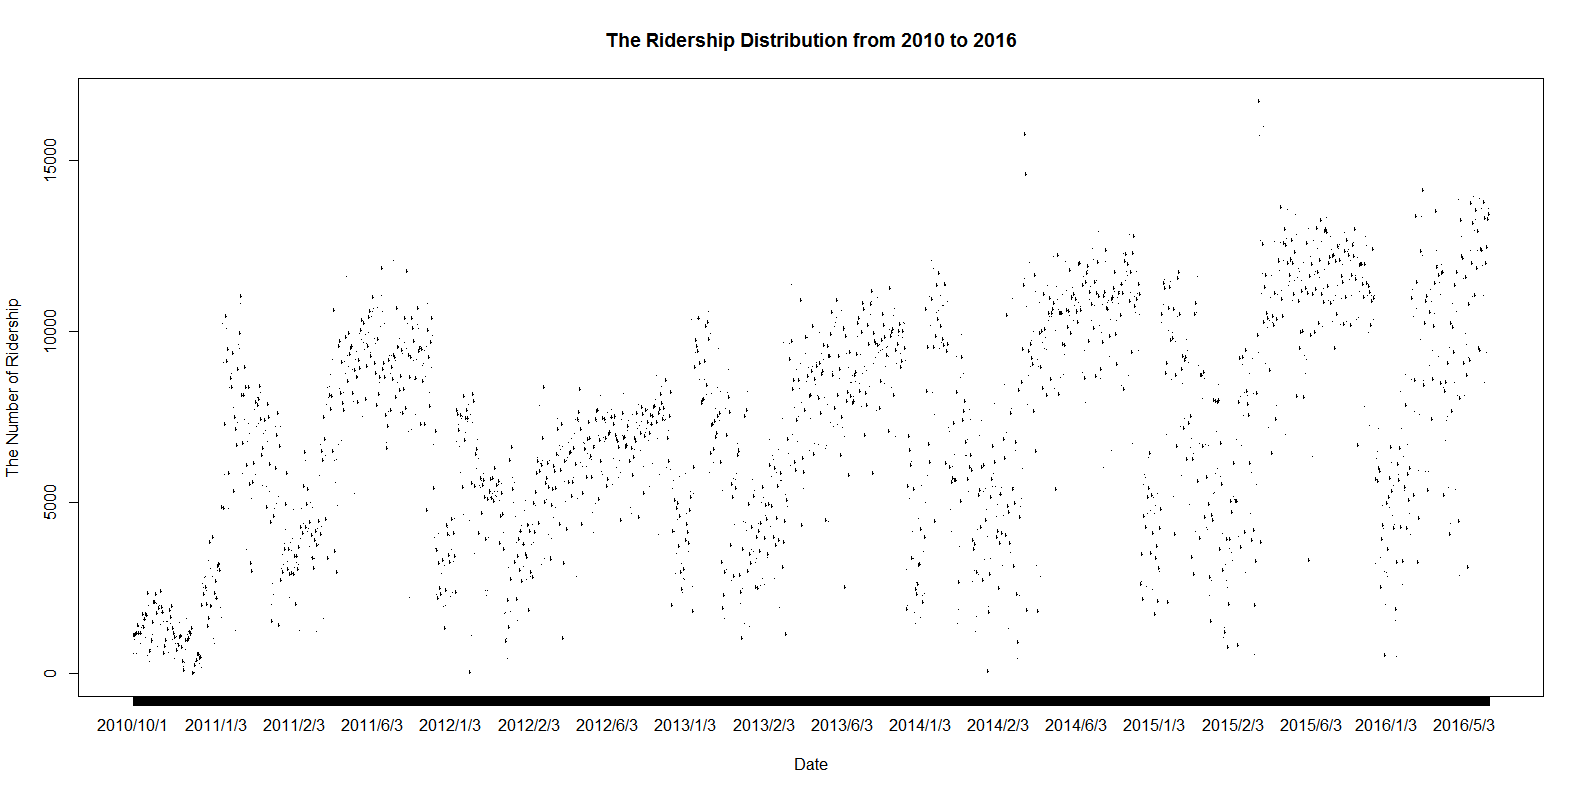 The Ridership Distribution from 2010 to 2016
The Number of Ridership
15000
10000
5000
0
2010/10/1 2011/1/3 2011/2/3 2011/6/3 2012/1/3 2012/2/3 2012/6/3 2013/1/3 2013/2/3 2013/6/3 2014/1/3 2014/2/3 2014/6/3 2015/1/3 2015/2/3 2015/6/3 2016/1/3 2016/5/3
Date